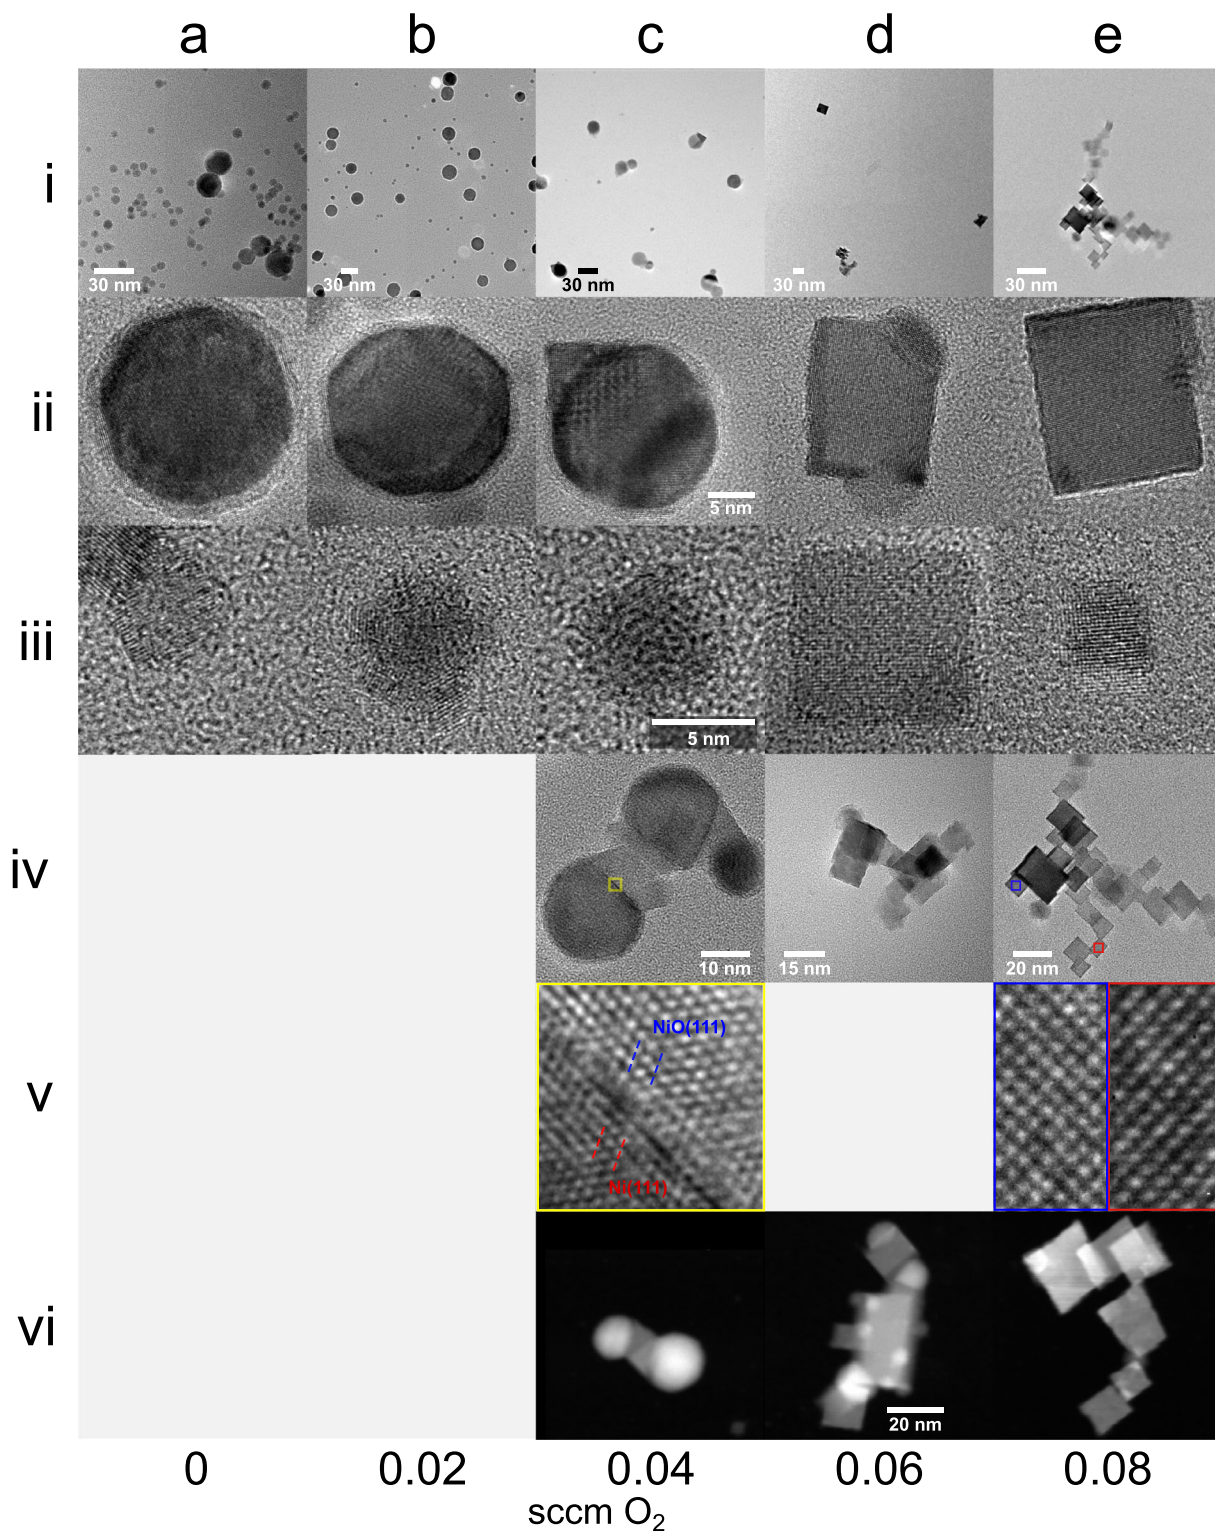 a b c d e
i
30 nm 30 nm 30 nm 30 nm 30 nm
ii
5 nm
iii
5 nm
iv
10 nm 15 nm 20 nm
v
NiO(111)
Ni(111)
vi
20 nm
0 0.02 0.04 0.06 0.08
sccm O₂